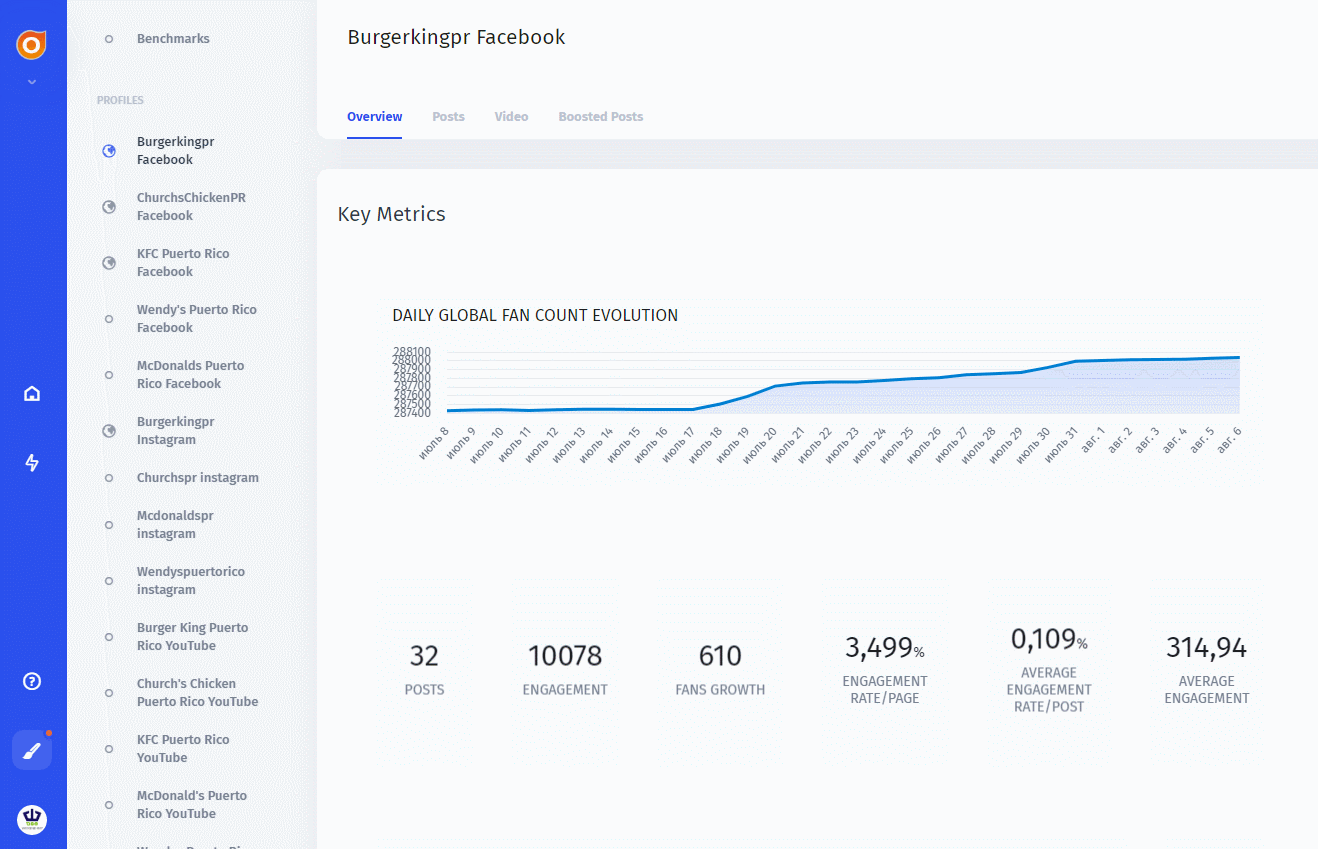 Benchmarks
PROFILES
Burgerkingpr
Facebook
ChurchsChickenPR
Facebook
KFC Puerto Rico
Facebook
Wendy's Puerto Rico
Facebook
McDonalds Puerto
Rico Facebook
Burgerkingpr
Instagram
Churchspr instagram
Mcdonaldspr
instagram
Wendyspuertorico
instagram
Burger King Puerto
Rico YouTube
Church's Chicken
Puerto Rico YouTube
KFC Puerto Rico
YouTube
McDonald's Puerto
Rico YouTube
Burgerkingpr Facebook
Overview Posts Video Boosted Posts
Key Metrics
DAILY GLOBAL FAN COUNT EVOLUTION
288100
288000
287900
287800
287700
287600
287500
287400
июль 8 июль 9 июль 10 июль 11 июль 12 июль 13 июль 14 июль 15 июль 16 июль 17 июль 18 июль 19 июль 20 июль 21 июль 22 июль 23 июль 24 июль 25 июль 26 июль 27 июль 28 июль 29 июль 30 июль 31 авг. 1 авг. 2 авг. 3 авг. 4 авг. 5 авг. 6
32
POSTS
10078
ENGAGEMENT
610
FANS GROWTH
3,499%
ENGAGEMENT
RATE/PAGE
0,109%
AVERAGE
ENGAGEMENT
RATE/POST
314,94
AVERAGE
ENGAGEMENT